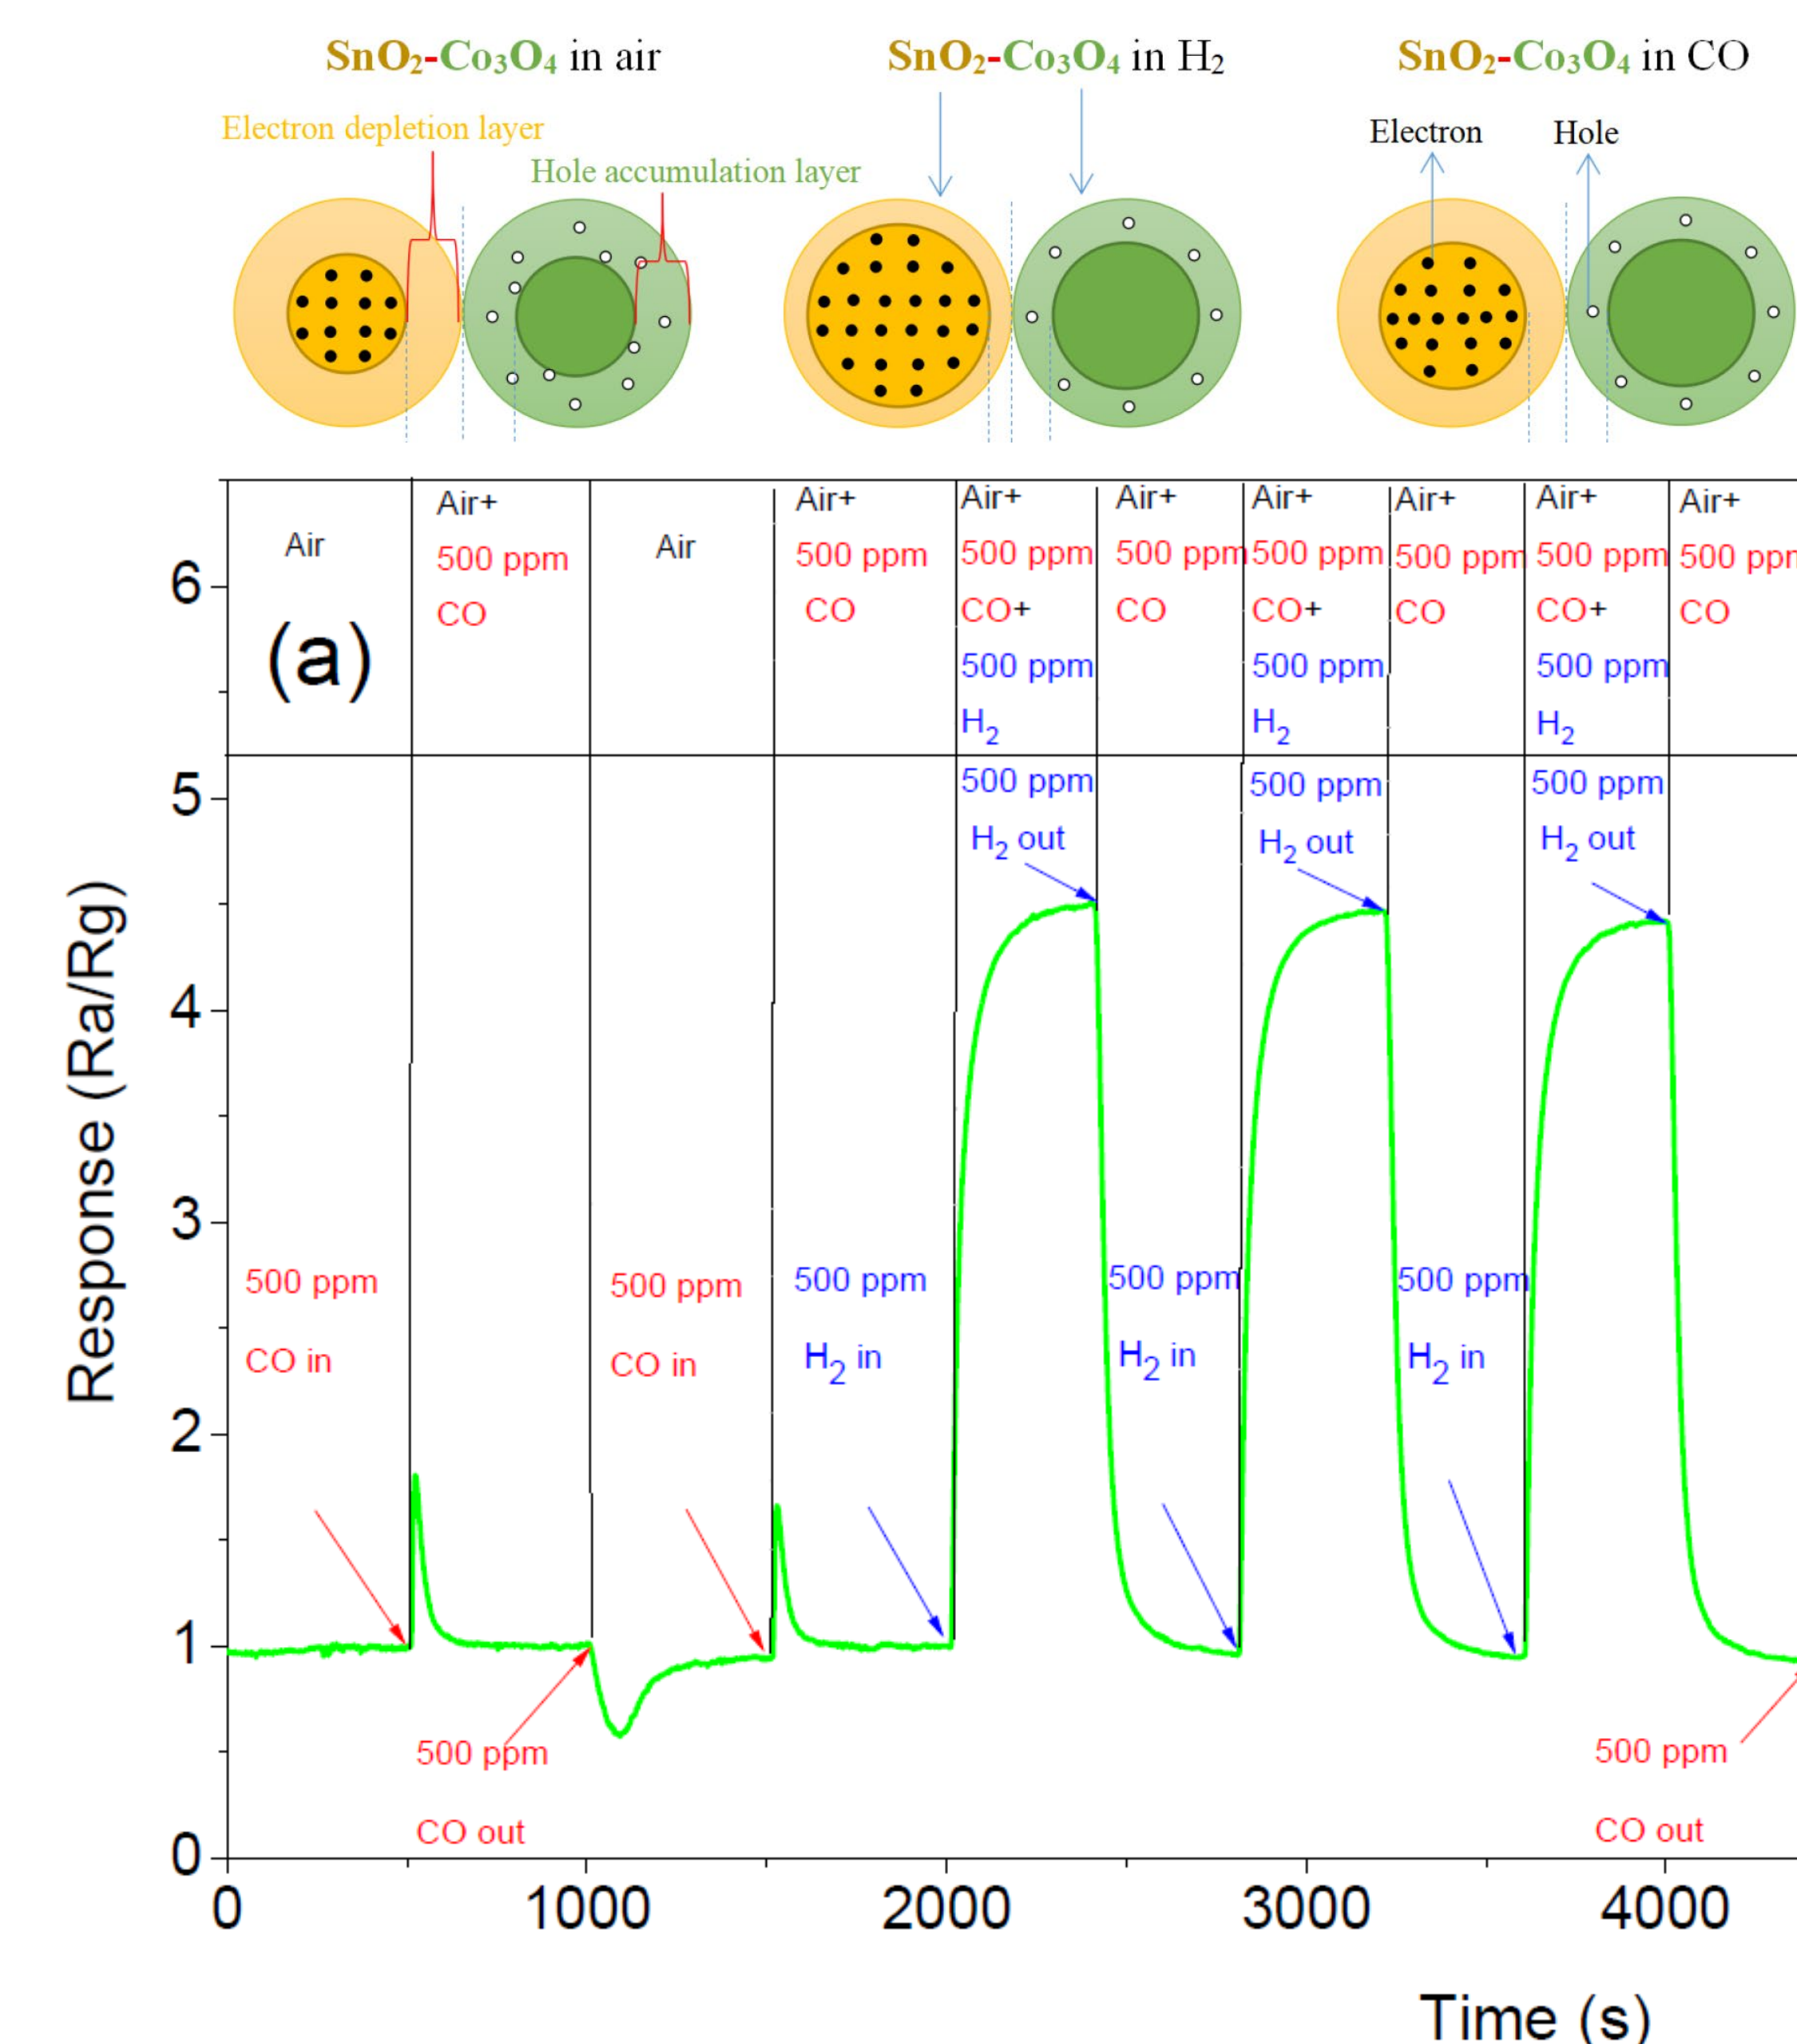 SnO2-Co3O4 in air
SnO2-Co3O4 in H2
SnO2-Co3O4 in CO
Electron depletion layer
Hole accumulation layer
Electron
Hole
Air
Air+
500 ppm
CO
Air
Air+
500 ppm
CO
Air+
500 ppm
CO+
500 ppm
H2
Air+
500 ppm
CO
Air+
500 ppm
CO+
500 ppm
H2
Air+
500 ppm
CO
Air+
500 ppm
CO+
500 ppm
H2
Air+
500 ppm
CO
(a)
500 ppm
H2 out
500 ppm
H2 out
500 ppm
H2 out
500 ppm
CO in
500 ppm
CO in
500 ppm
H2 in
500 ppm
H2 in
500 ppm
H2 in
500 ppm
CO out
500 ppm
CO out
Response (Ra/Rg)
6
5
4
3
2
1
0
0
1000
2000
3000
4000
Time (s)